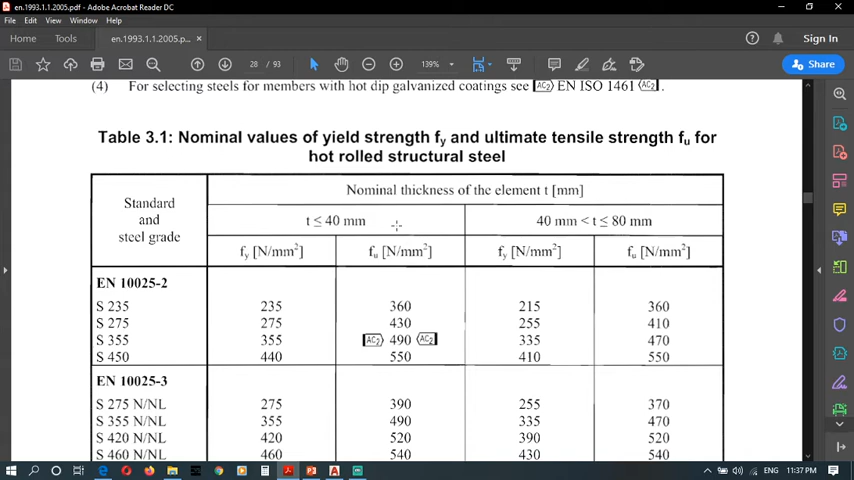 en.1993.1.1.2005.pdf - Adobe Acrobat Reader DC
File Edit View Window Help
Home Tools en.1993.1.1.2005.p... × Sign In
28 / 93 139% Share
(4) For selecting steels for members with hot dip galvanized coatings see AC2 EN ISO 1461 AC2.
Table 3.1: Nominal values of yield strength fy and ultimate tensile strength fu for
hot rolled structural steel
Standard
and
steel grade
Nominal thickness of the element t [mm]
t ≤ 40 mm 40 mm < t ≤ 80 mm
fy [N/mm²] fu [N/mm²] fy [N/mm²] fu [N/mm²]
EN 10025-2
S 235 235 360 215 360
S 275 275 430 255 410
S 355 355 AC2 490 AC2 335 470
S 450 440 550 410 550
EN 10025-3
S 275 N/NL 275 390 255 370
S 355 N/NL 355 490 335 470
S 420 N/NL 420 520 390 520
S 460 N/NL 460 540 430 540
ENG 11:37 PM